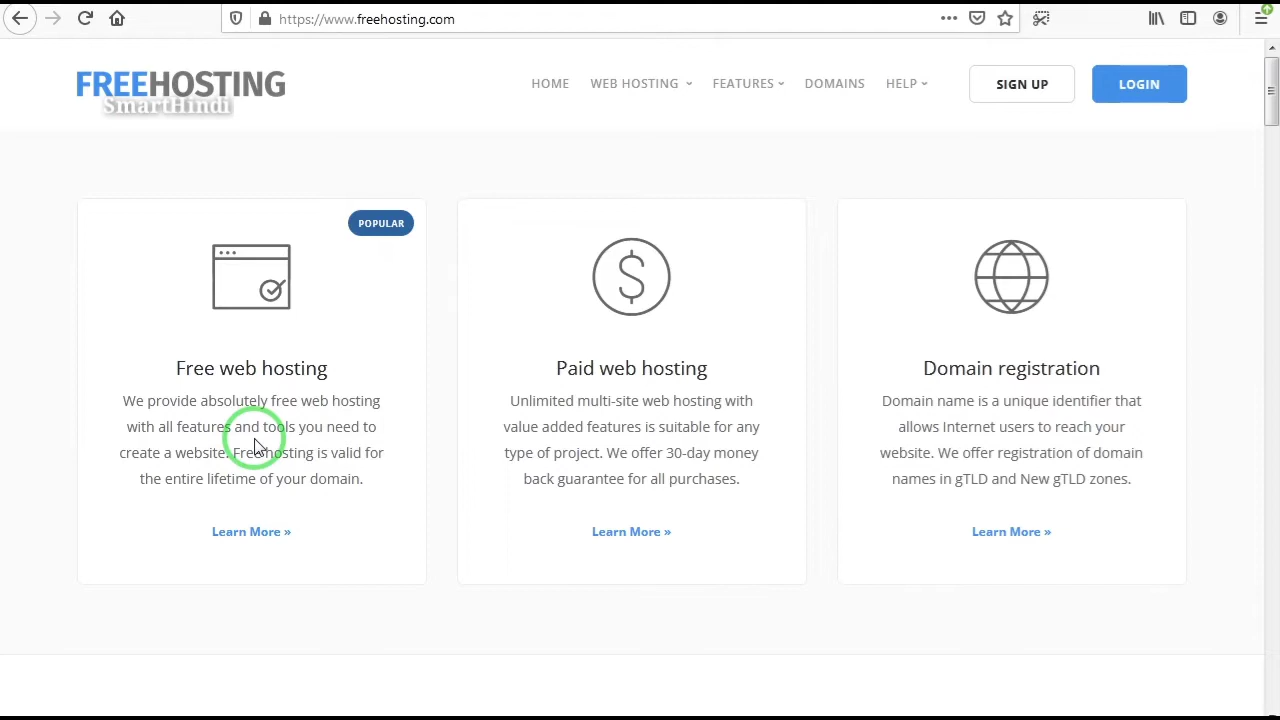 https://www.freehosting.com
FREEHOSTING
SmartHindi
HOME WEB HOSTING FEATURES DOMAINS HELP SIGN UP LOGIN
POPULAR
Free web hosting
We provide absolutely free web hosting
with all features and tools you need to
create a website. Free hosting is valid for
the entire lifetime of your domain.
Learn More »
Paid web hosting
Unlimited multi-site web hosting with
value added features is suitable for any
type of project. We offer 30-day money
back guarantee for all purchases.
Learn More »
Domain registration
Domain name is a unique identifier that
allows Internet users to reach your
website. We offer registration of domain
names in gTLD and New gTLD zones.
Learn More »